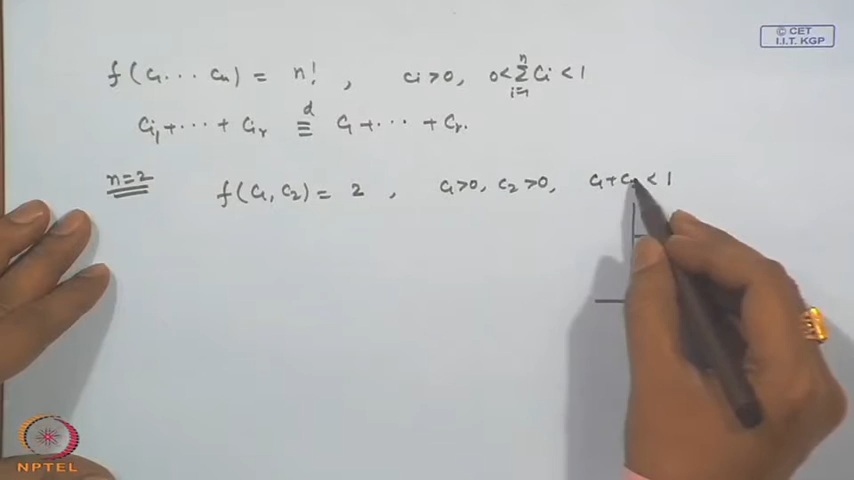 © CET
I.I.T. KGP
f(c₁ ... cₙ) = n! , cᵢ > 0, 0 < Σᵢ₌₁ⁿ cᵢ < 1
cᵢ₁ + ... + cᵢᵣ ≡ᵈ c₁ + ... + cᵣ.
n=2 f(c₁, c₂) = 2 , c₁>0, c₂>0, c₁+c₂ < 1
NPTEL